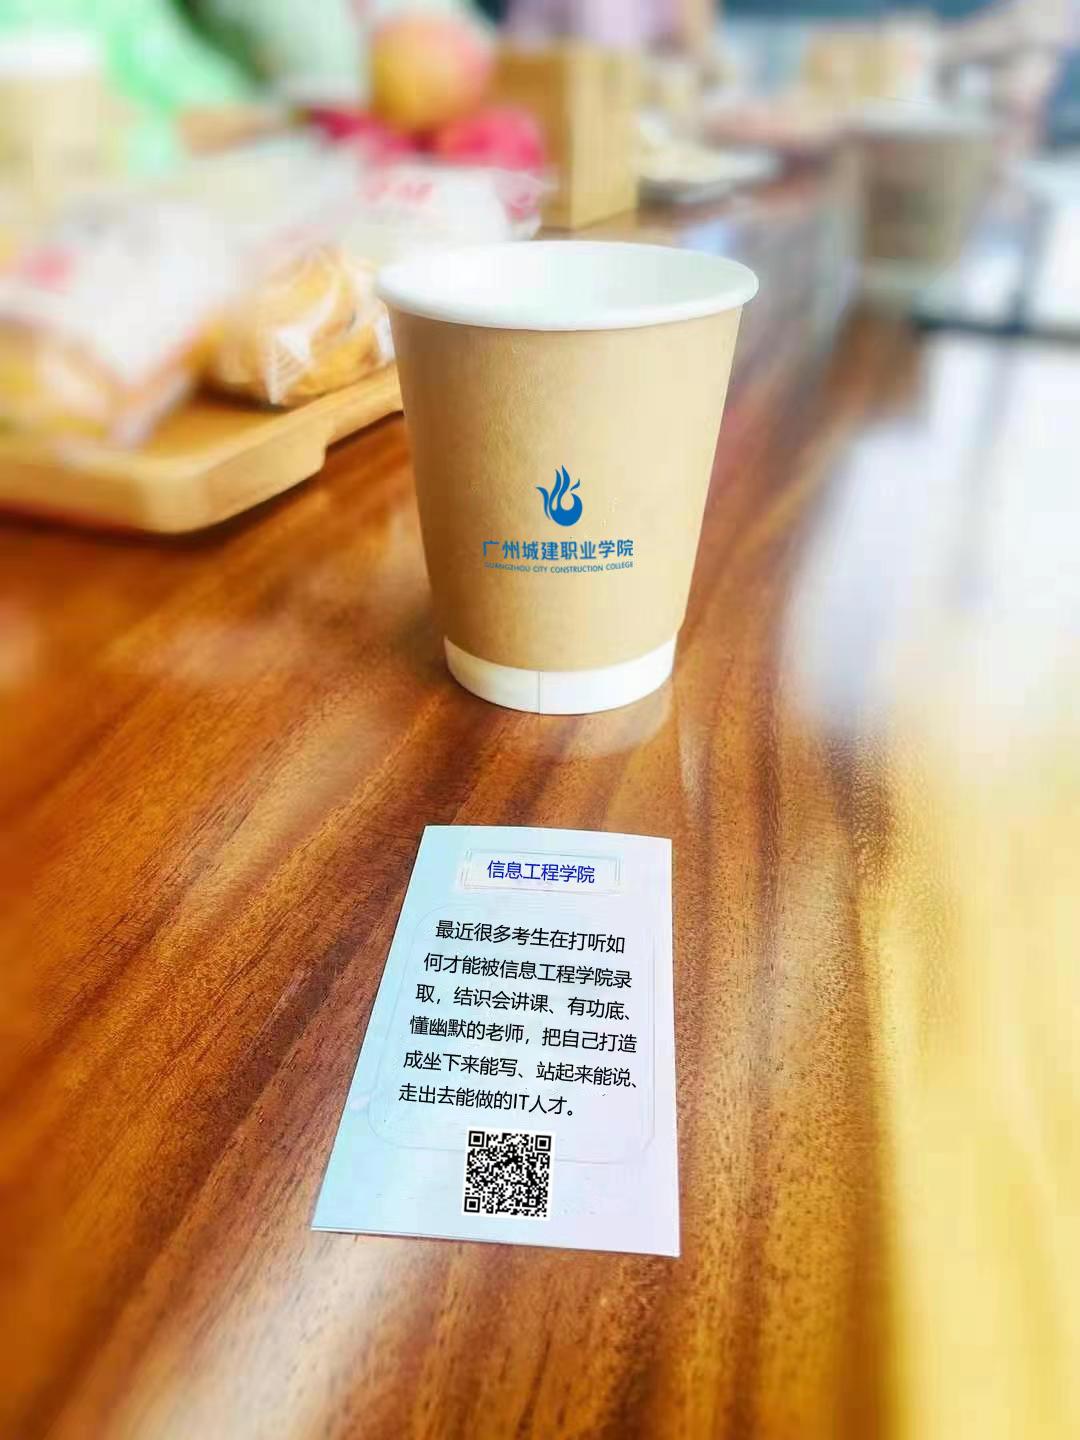 广州城建职业学院
GUANGZHOU CITY CONSTRUCTION COLLEGE
信息工程学院
最近很多考生在打听如
何才能被信息工程学院录
取，结识会讲课、有功底、
懂幽默的老师，把自己打造
成坐下来能写、站起来能说、
走出去能做的IT人才。